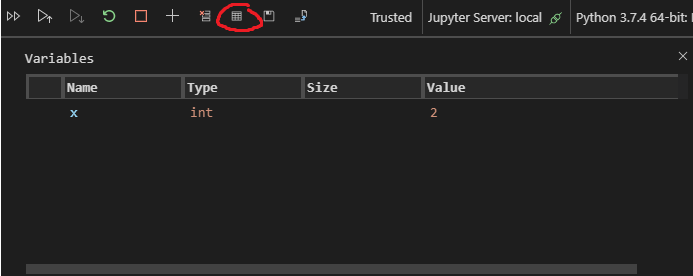 Trusted Jupyter Server: local Python 3.7.4 64-bit:
Variables
Name Type Size Value
x int 2